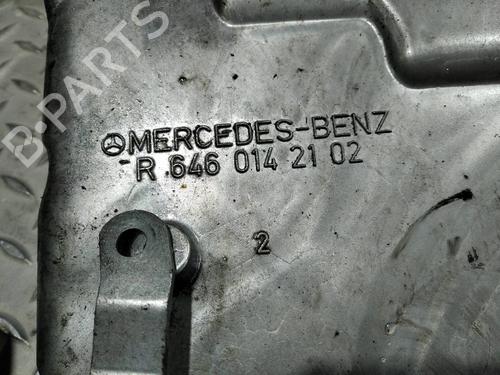 B-PARTS
MERCEDES-BENZ
R 646 014 21 02
2